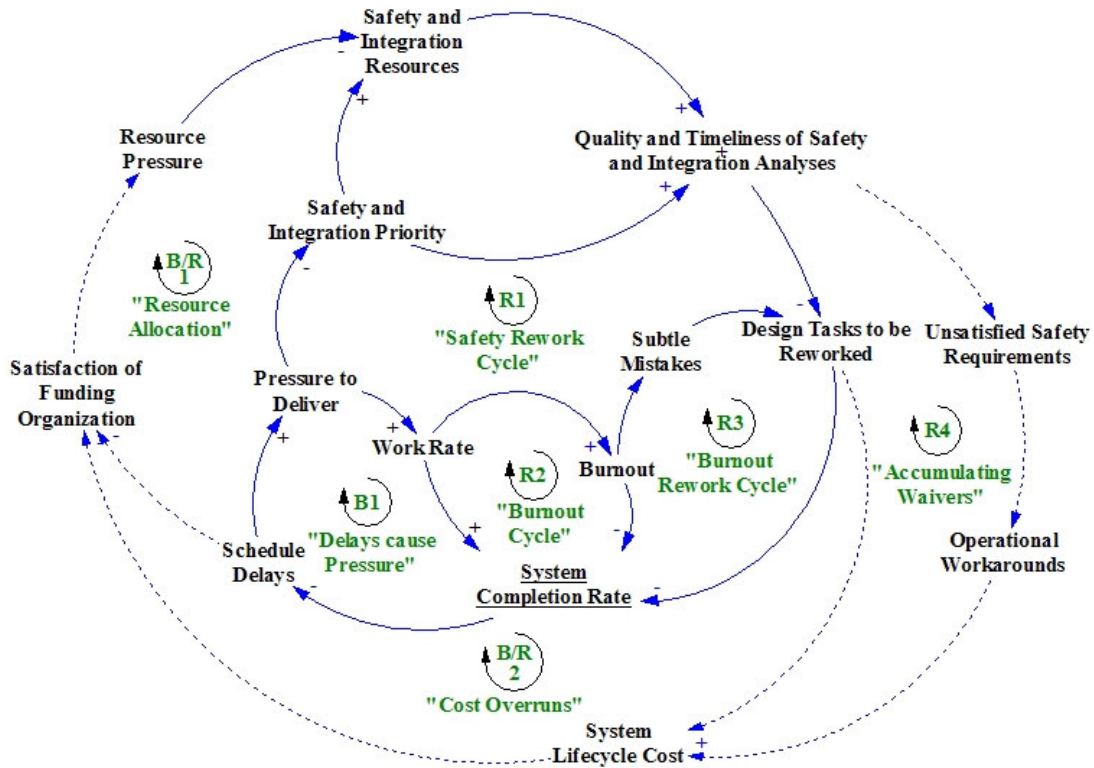 Safety and
Integration
Resources
-
+
+
Resource
Pressure
Quality and Timeliness of Safety
and Integration Analyses
+
+
Safety and
Integration Priority
-
B/R
1
"Resource
Allocation"
R1
"Safety Rework
Cycle"
Subtle
Mistakes
-
Design Tasks to be
Reworked
Unsatisfied Safety
Requirements
Satisfaction of
Funding
Organization
-
-
Pressure to
Deliver
+
+
Work Rate
+
Burnout
R2
"Burnout
Cycle"
R3
"Burnout
Rework Cycle"
R4
"Accumulating
Waivers"
B1
"Delays cause
Pressure"
+
-
Schedule
Delays
-
System
Completion Rate
-
Operational
Workarounds
B/R
2
"Cost Overruns"
System
Lifecycle Cost
+